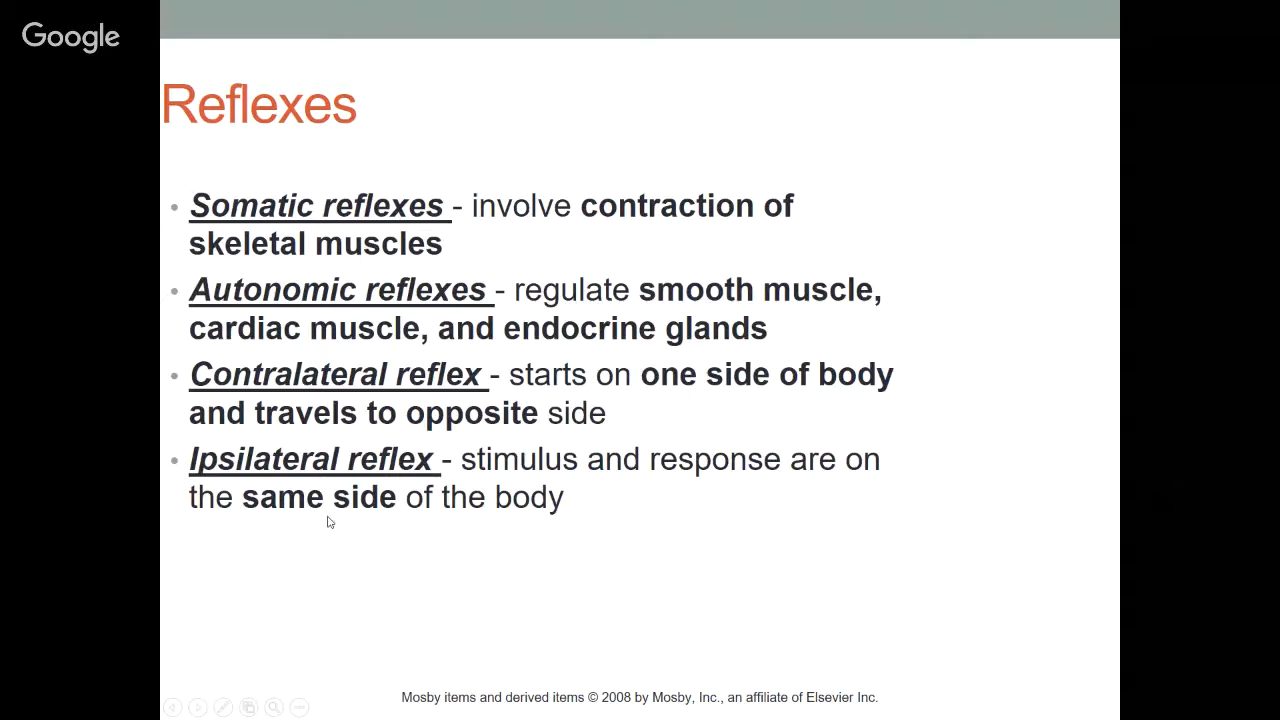 Google
Reflexes
• Somatic reflexes - involve contraction of
skeletal muscles
• Autonomic reflexes - regulate smooth muscle,
cardiac muscle, and endocrine glands
• Contralateral reflex - starts on one side of body
and travels to opposite side
• Ipsilateral reflex - stimulus and response are on
the same side of the body
Mosby items and derived items © 2008 by Mosby, Inc., an affiliate of Elsevier Inc.